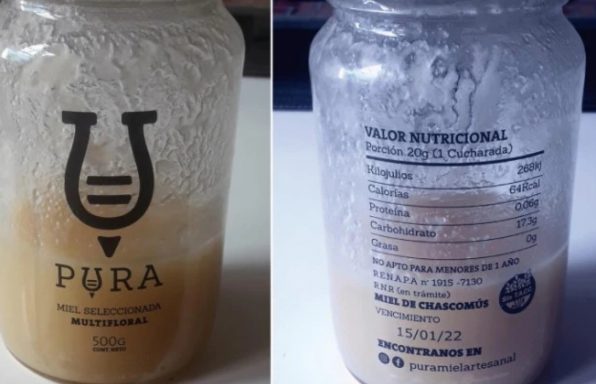 PURA
MIEL SELECCIONADA
MULTIFLORAL
500G
CONT. NETO
VALOR NUTRICIONAL
Porción 20g (1 Cucharada)
Kilojulios 268kj
Calorías 64Kcal
Proteína 0.06g
Carbohidrato 17.3g
Grasa 0g
NO APTO PARA MENORES DE 1 AÑO
R.E.N.A.P.A nº 1915 -7130
R.N.R (en trámite)
MIEL DE CHASCOMÚS
VENCIMIENTO
15/01/22
ENCONTRANOS EN
puramielartesanal